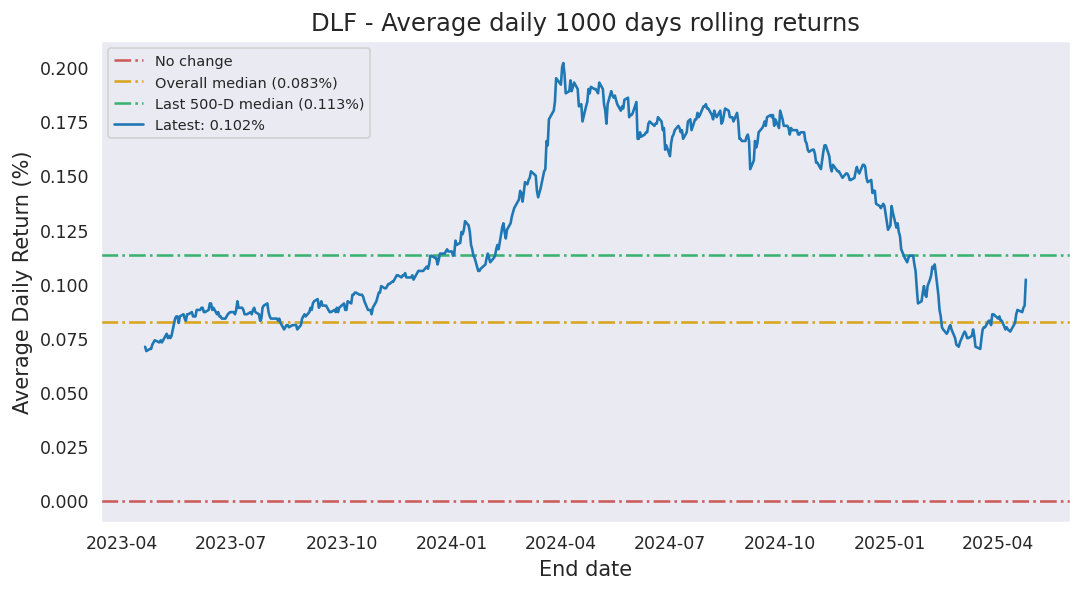 DLF - Average daily 1000 days rolling returns
No change
Overall median (0.083%)
Last 500-D median (0.113%)
Latest: 0.102%
Average Daily Return (%)
0.200
0.175
0.150
0.125
0.100
0.075
0.050
0.025
0.000
2023-04 2023-07 2023-10 2024-01 2024-04 2024-07 2024-10 2025-01 2025-04
End date